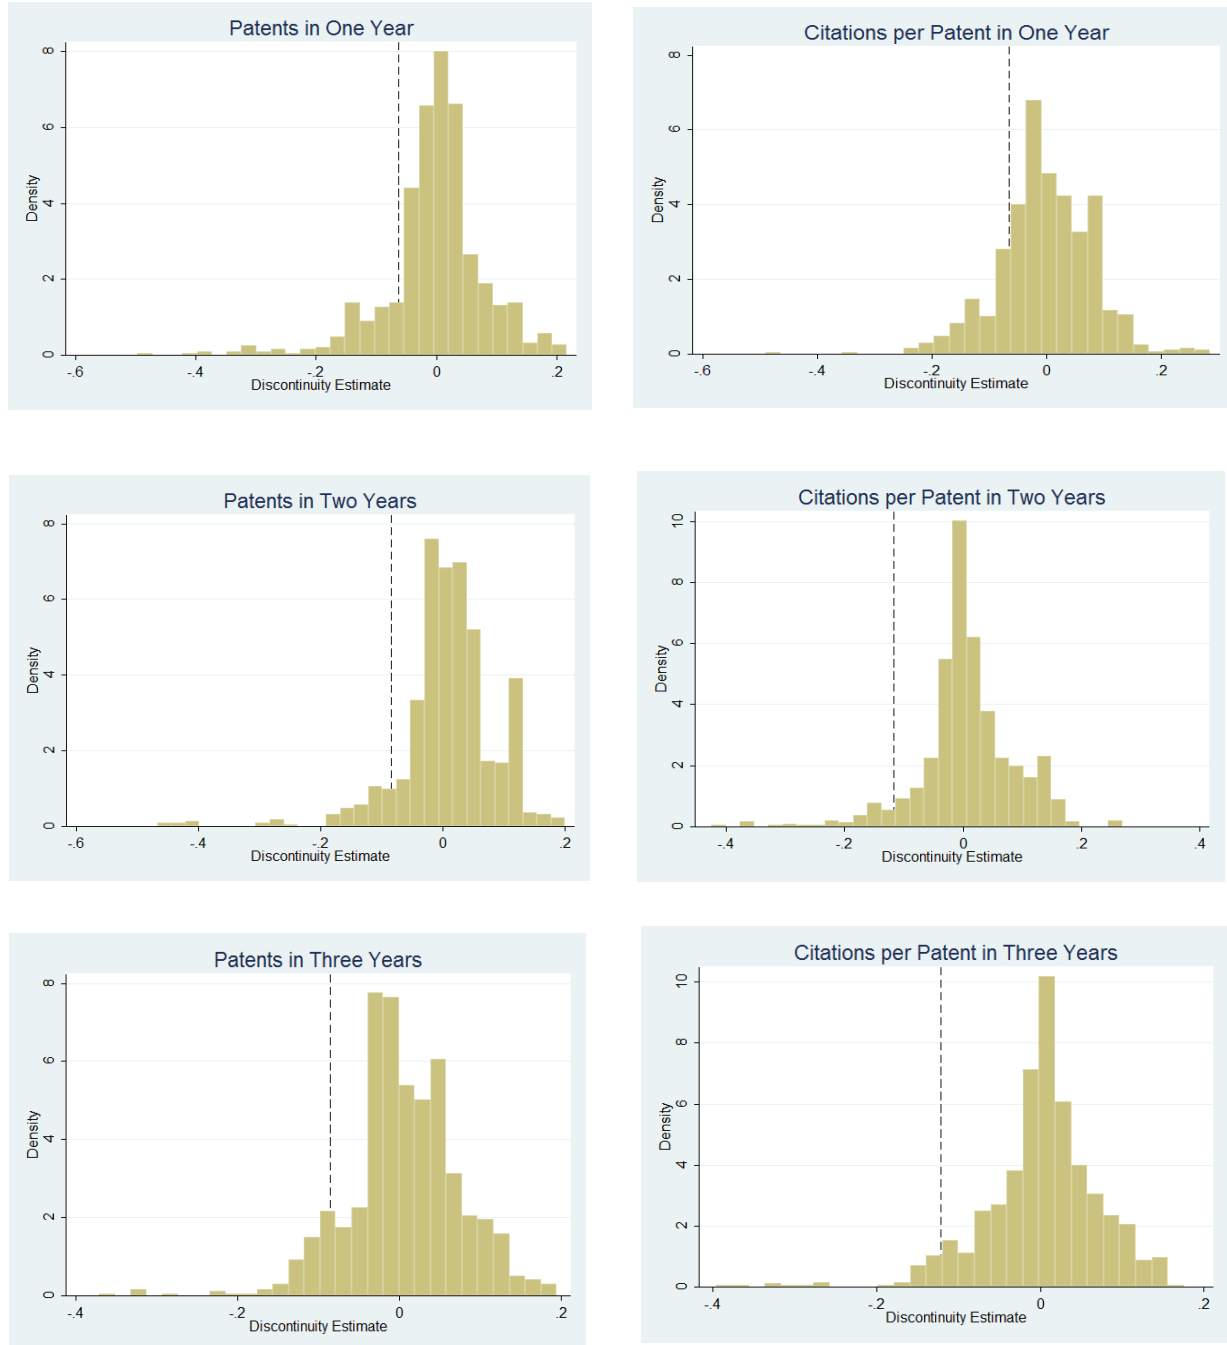 Patents in One Year
8
6
4
2
0
Density
-.6 -.4 -.2 0 .2
Discontinuity Estimate
Citations per Patent in One Year
8
6
4
2
0
Density
-.6 -.4 -.2 0 .2
Discontinuity Estimate
Patents in Two Years
8
6
4
2
0
Density
-.6 -.4 -.2 0 .2
Discontinuity Estimate
Citations per Patent in Two Years
10
8
6
4
2
0
Density
-.4 -.2 0 .2 .4
Discontinuity Estimate
Patents in Three Years
8
6
4
2
0
Density
-.4 -.2 0 .2
Discontinuity Estimate
Citations per Patent in Three Years
10
8
6
4
2
0
Density
-.4 -.2 0 .2
Discontinuity Estimate